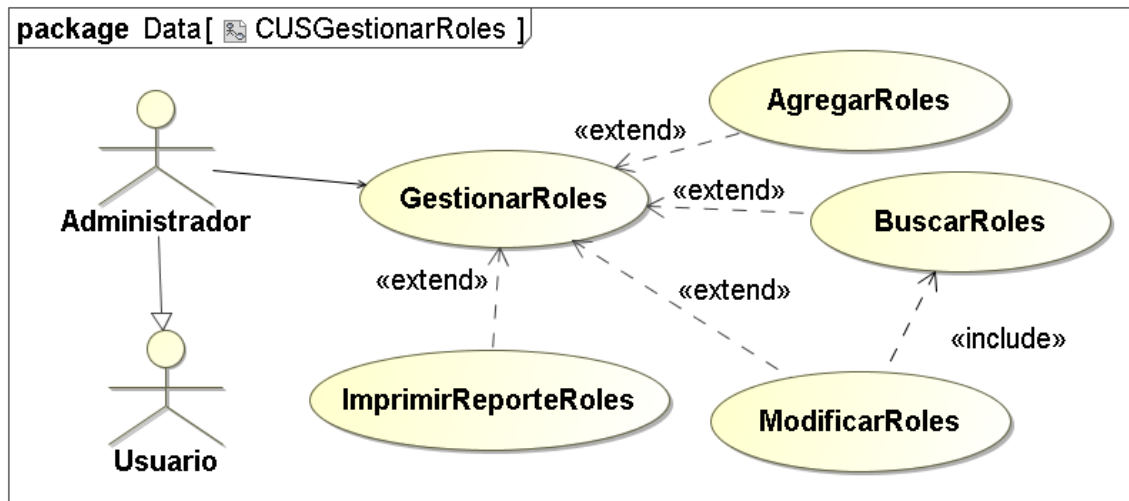 package Data[ CUSGestionarRoles ]
AgregarRoles
«extend»
GestionarRoles
«extend»
BuscarRoles
Administrador
«extend»
«extend»
«include»
ImprimirReporteRoles
ModificarRoles
Usuario